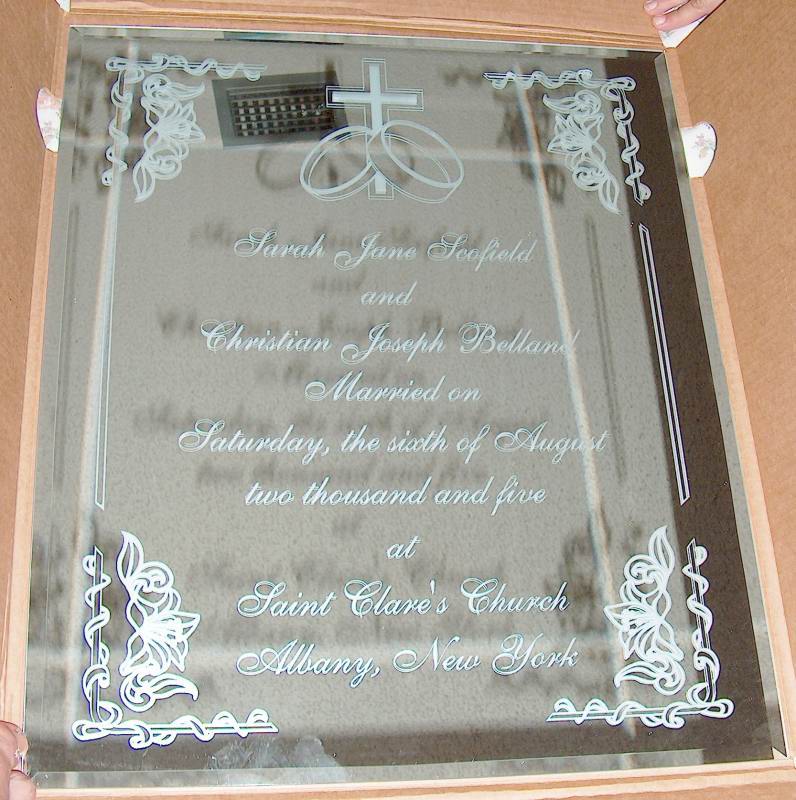 Sarah Jane Scofield
and
Christian Joseph Belland
Married on
Saturday, the sixth of August
two thousand and five
at
Saint Clare's Church
Albany, New York